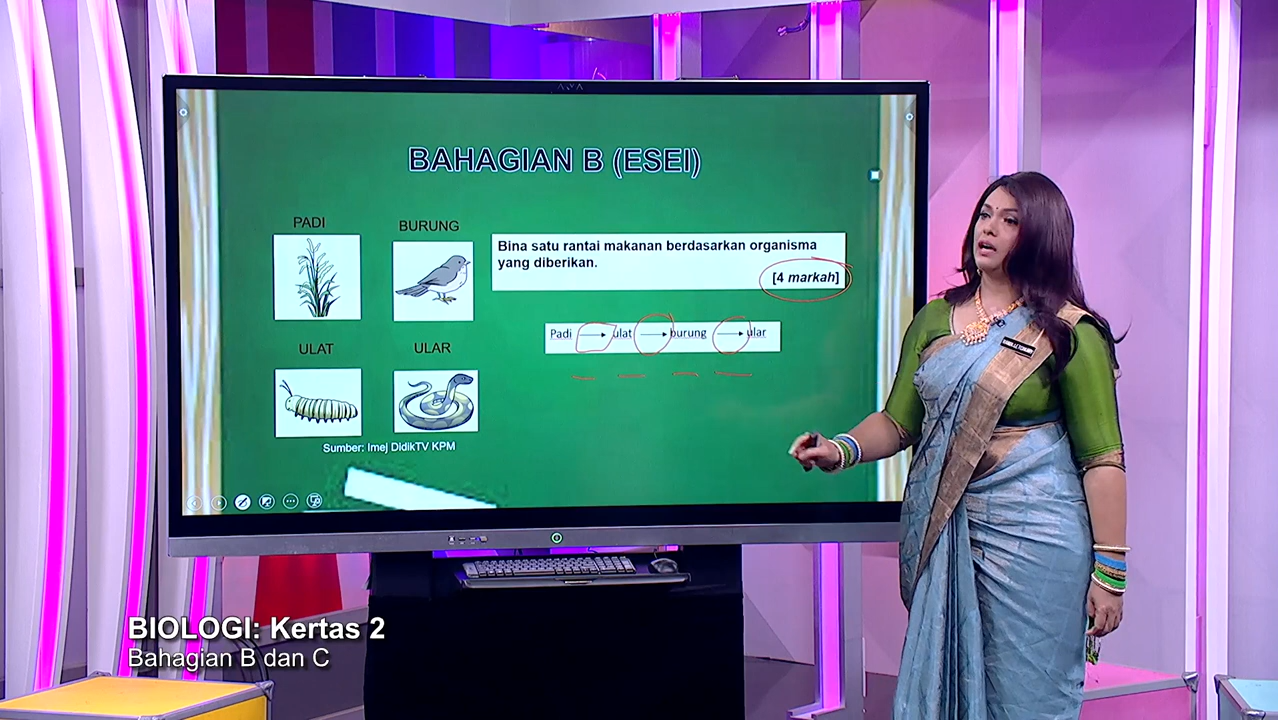 BAHAGIAN B (ESEI)
PADI
BURUNG
Bina satu rantai makanan berdasarkan organisma
yang diberikan.
[4 markah]
Padi → ulat → burung → ular
ULAT
ULAR
Sumber: Imej DidikTV KPM
BIOLOGI: Kertas 2
Bahagian B dan C